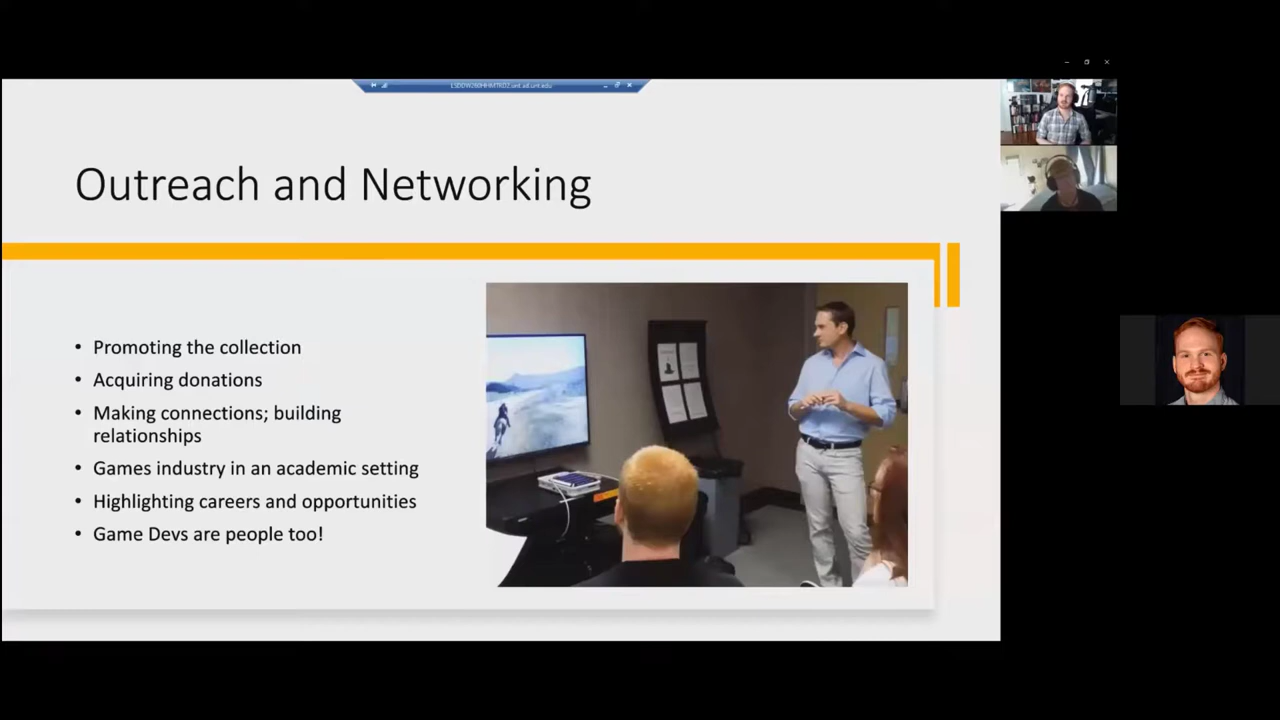 Outreach and Networking
• Promoting the collection
• Acquiring donations
• Making connections; building
relationships
• Games industry in an academic setting
• Highlighting careers and opportunities
• Game Devs are people too!